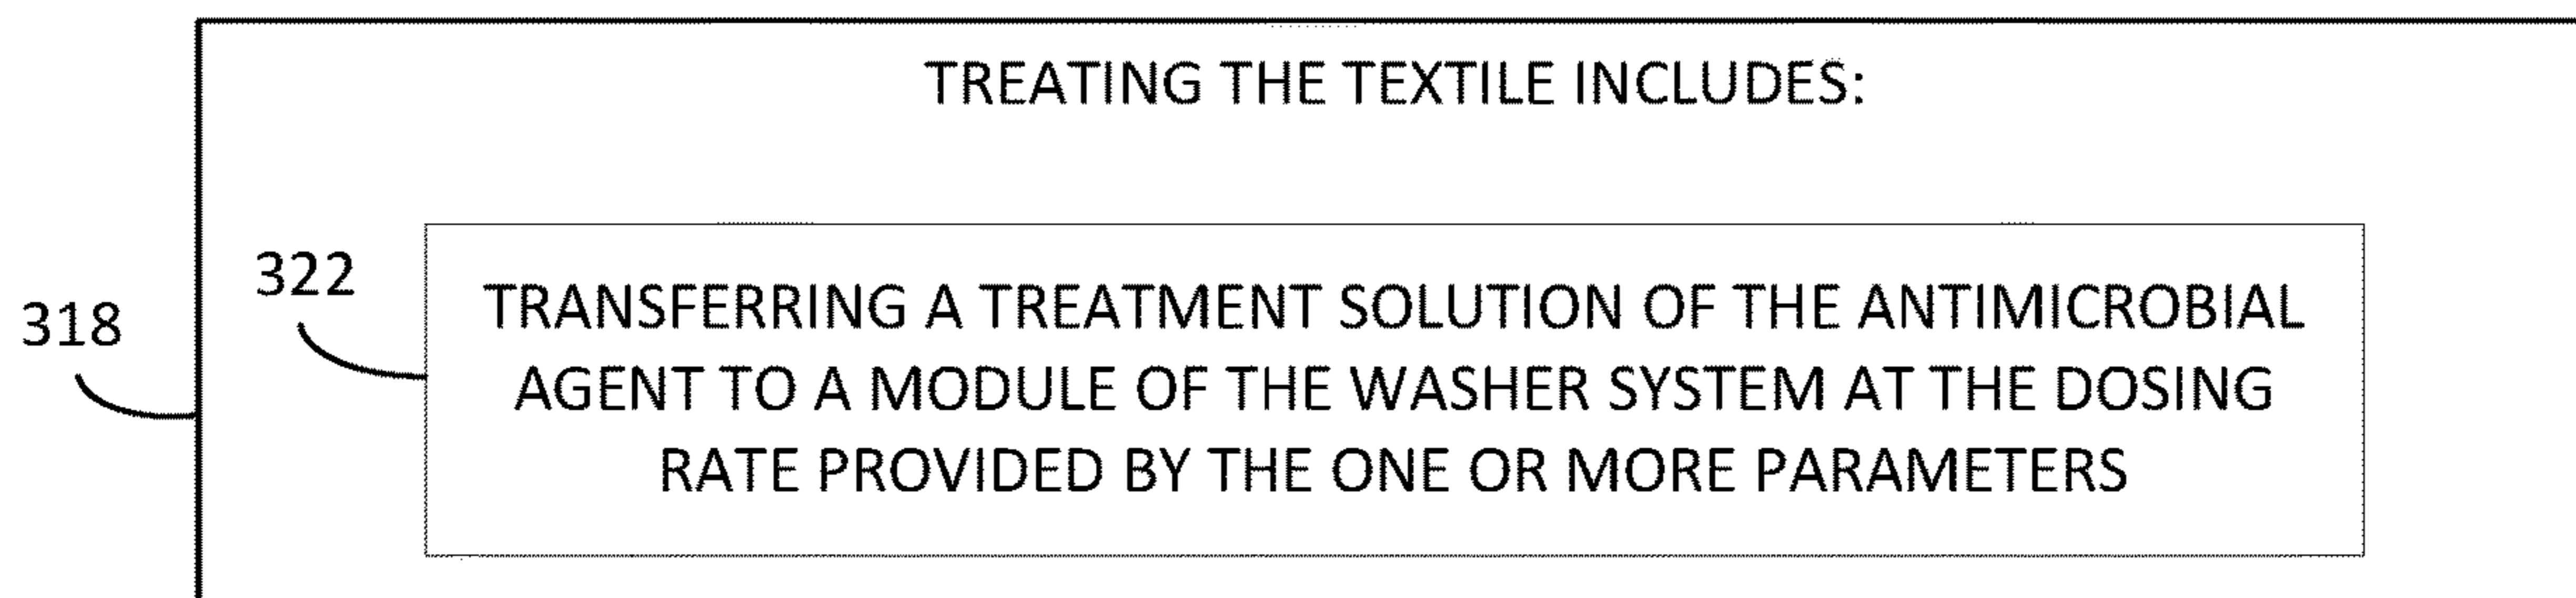 TREATING THE TEXTILE INCLUDES:
322
318
TRANSFERRING A TREATMENT SOLUTION OF THE ANTIMICROBIAL
AGENT TO A MODULE OF THE WASHER SYSTEM AT THE DOSING
RATE PROVIDED BY THE ONE OR MORE PARAMETERS